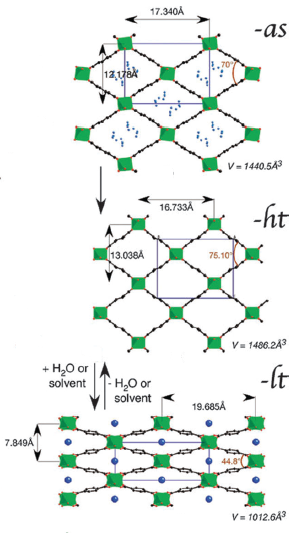 17.340Å
-as
12.178Å
70°
V = 1440.5Å³
16.733Å
-ht
13.038Å
75.10°
V = 1486.2Å³
+ H₂O or
solvent
- H₂O or
solvent
-lt
19.685Å
7.849Å
44.8°
V = 1012.6Å³